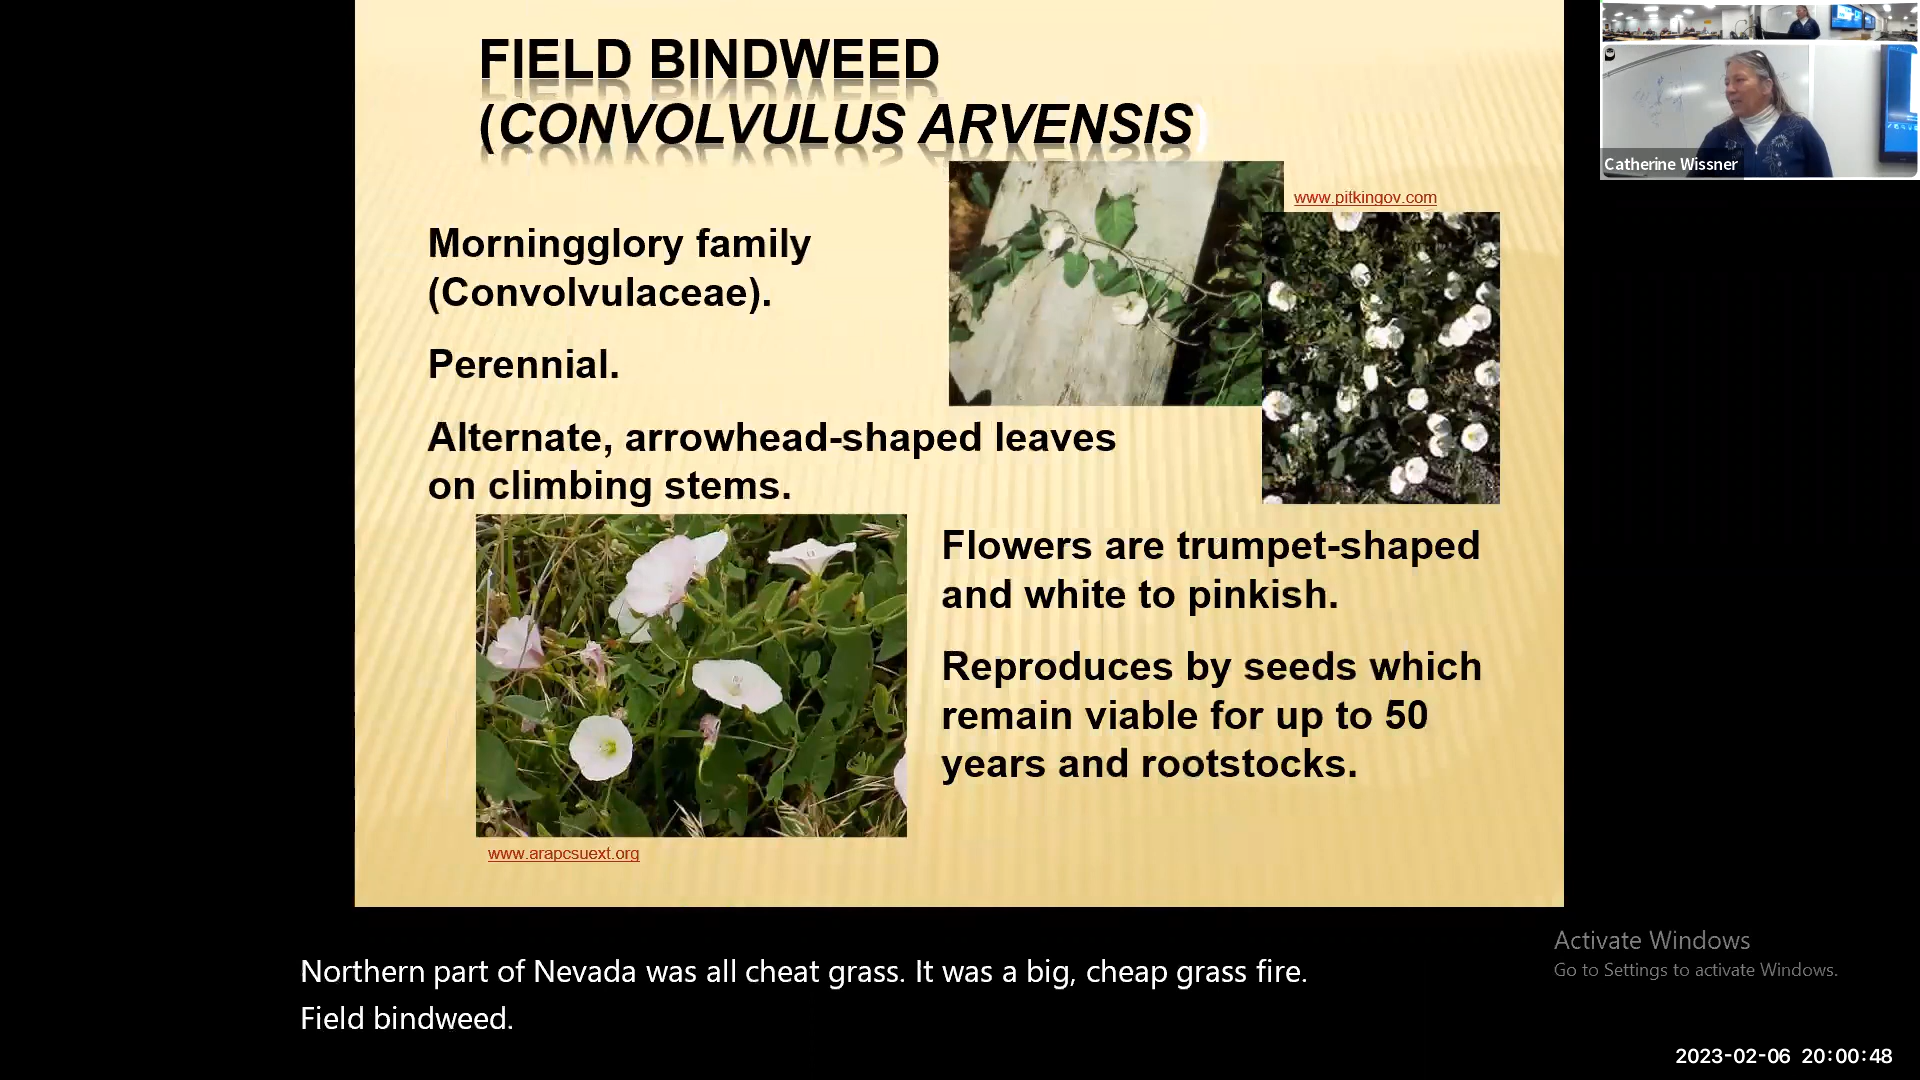 FIELD BINDWEED
(CONVOLVULUS ARVENSIS)
www.pitkingov.com
Catherine Wissner
Morningglory family
(Convolvulaceae).
Perennial.
Alternate, arrowhead-shaped leaves
on climbing stems.
Flowers are trumpet-shaped
and white to pinkish.
Reproduces by seeds which
remain viable for up to 50
years and rootstocks.
www.arapcsuext.org
Northern part of Nevada was all cheat grass. It was a big, cheap grass fire.
Field bindweed.
Activate Windows
Go to Settings to activate Windows.
2023-02-06 20:00:48